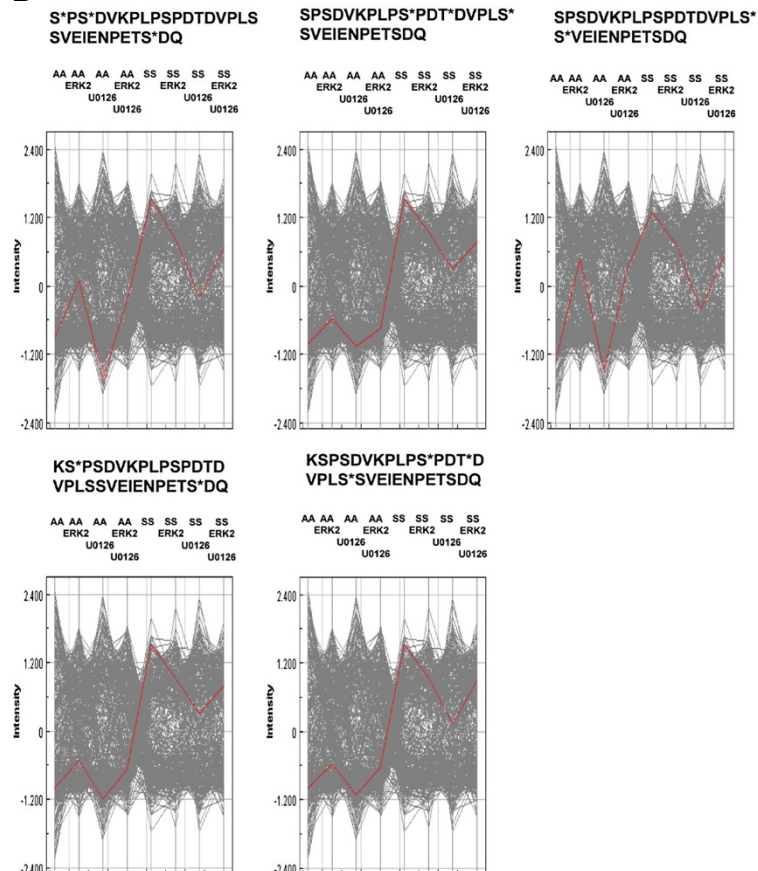 S*PS*DVKPLPSPDTDVPLS
SVEIENPETS*DQ
AA AA AA AA SS SS SS SS
ERK2 ERK2 ERK2 ERK2
U0126 U0126
U0126 U0126
2.400
1.200
0
-1.200
-2.400
Intensity
SPSDVKPLPS*PDT*DVPLS*
SVEIENPETSDQ
AA AA AA AA SS SS SS SS
ERK2 ERK2 ERK2 ERK2
U0126 U0126
U0126 U0126
2.400
1.200
0
-1.200
-2.400
Intensity
SPSDVKPLPSPDTDVPLS*
S*VEIENPETSDQ
AA AA AA AA SS SS SS SS
ERK2 ERK2 ERK2 ERK2
U0126 U0126
U0126 U0126
2.400
1.200
0
-1.200
-2.400
Intensity
KS*PSDVKPLPSPDTD
VPLSSVEIENPETS*DQ
AA AA AA AA SS SS SS SS
ERK2 ERK2 ERK2 ERK2
U0126 U0126
U0126 U0126
2.400
1.200
0
-1.200
-2.400
Intensity
KSPSDVKPLPS*PDT*D
VPLS*SVEIENPETSDQ
AA AA AA AA SS SS SS SS
ERK2 ERK2 ERK2 ERK2
U0126 U0126
U0126 U0126
2.400
1.200
0
-1.200
-2.400
Intensity